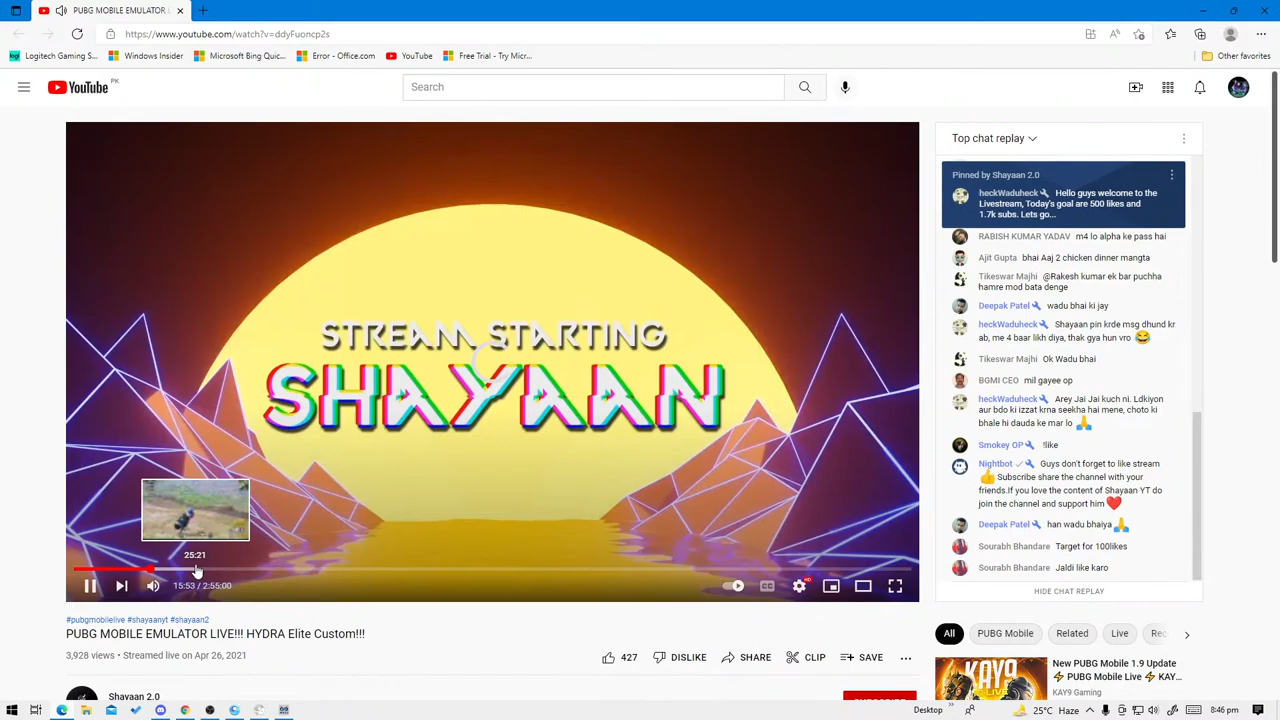 PUBG MOBILE EMULATOR L
https://www.youtube.com/watch?v=ddyFuoncp2s
Logitech Gaming S...
Windows Insider
Microsoft Bing Quic...
Error - Office.com
YouTube
Free Trial - Try Micr...
Other favorites
YouTube PK
Search
STREAM STARTING
SHAYAAN
25:21
15:53 / 2:55:00
CC
HD
#pubgmobilelive #shayaanyt #shayaan2
PUBG MOBILE EMULATOR LIVE!!! HYDRA Elite Custom!!!
3,928 views • Streamed live on Apr 26, 2021
427
DISLIKE
SHARE
CLIP
SAVE
Shayaan 2.0
Top chat replay
Pinned by Shayaan 2.0
heckWaduheck Hello guys welcome to the
Livestream, Today's goal are 500 likes and
1.7k subs. Lets go...
RABISH KUMAR YADAV m4 lo alpha ke pass hai
Ajit Gupta bhai Aaj 2 chicken dinner mangta
Tikeswar Majhi @Rakesh kumar ek bar puchha
hamre mod bata denge
Deepak Patel wadu bhai ki jay
heckWaduheck Shayaan pin krde msg dhund kr
ab, me 4 baar likh diya, thak gya hun vro 😂
Tikeswar Majhi Ok Wadu bhai
BGMI CEO mil gayee op
heckWaduheck Arey Jai Jai kuch ni. Ldkiyon
aur bdo ki izzat krna seekha hai mene, choto ki
bhale hi dauda ke mar lo 🙏
Smokey OP !like
Nightbot Guys don't forget to like stream
👍Subscribe share the channel with your
friends.If you love the content of Shayaan YT do
join the channel and support him❤
Deepak Patel han wadu bhaiya🙏
Sourabh Bhandare Target for 100likes
Sourabh Bhandare Jaldi like karo
HIDE CHAT REPLAY
All
PUBG Mobile
Related
Live
Rec
KAY9
LIVE
New PUBG Mobile 1.9 Update
⚡ PUBG Mobile Live ⚡ KAY...
KAY9 Gaming
Desktop
25°C Haze
8:46 pm